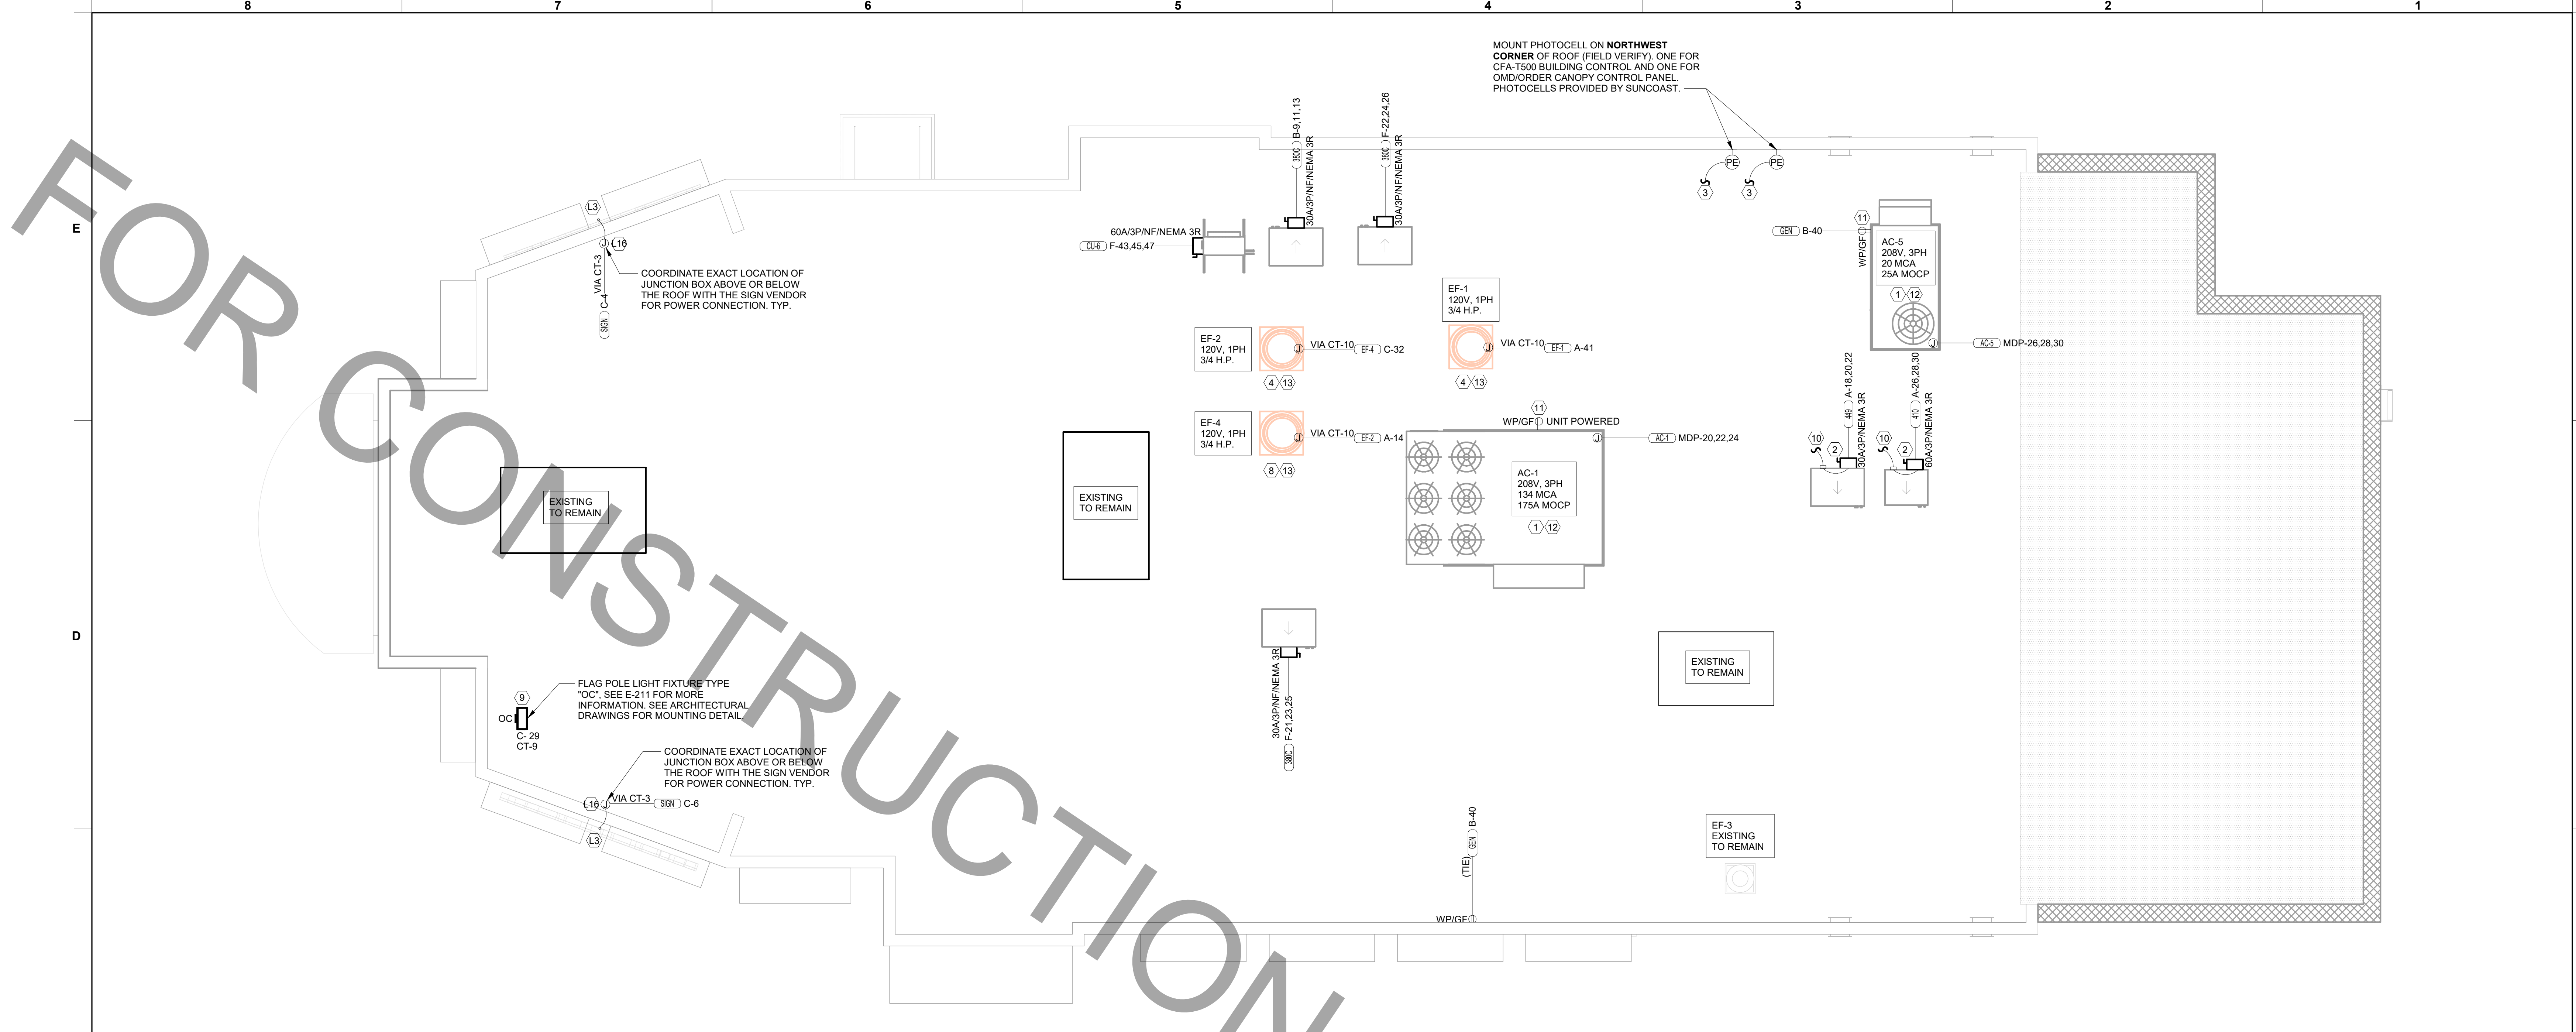 8 7 6 5 4 3 2 1
E
D
FOR CONSTRUCTION
MOUNT PHOTOCELL ON NORTHWEST
CORNER OF ROOF (FIELD VERIFY). ONE FOR
CFA-T500 BUILDING CONTROL AND ONE FOR
OMD/ORDER CANOPY CONTROL PANEL.
PHOTOCELLS PROVIDED BY SUNCOAST.
PE
PE
3
3
380C B-9,11,13
30A/3P/NF/NEMA 3R
380C F-22,24,26
30A/3P/NF/NEMA 3R
60A/3P/NF/NEMA 3R
CU-6 F-43,45,47
L3
J L16
VIA CT-3
SIGN C-4
COORDINATE EXACT LOCATION OF
JUNCTION BOX ABOVE OR BELOW
THE ROOF WITH THE SIGN VENDOR
FOR POWER CONNECTION. TYP.
GEN B-40
11
WP/GF
AC-5
208V, 3PH
20 MCA
25A MOCP
1 12
J
AC-5 MDP-26,28,30
EF-1
120V, 1PH
3/4 H.P.
J VIA CT-10 EF-1 A-41
4 13
EF-2
120V, 1PH
3/4 H.P.
J VIA CT-10 EF-4 C-32
4 13
EF-4
120V, 1PH
3/4 H.P.
J VIA CT-10 EF-2 A-14
8 13
11
WP/GF UNIT POWERED
J AC-1 MDP-20,22,24
AC-1
208V, 3PH
134 MCA
175A MOCP
1 12
449 A-18,20,22
30A/3P/NEMA 3R
10
2
410 A-26,28,30
60A/3P/NEMA 3R
10
2
EXISTING
TO REMAIN
EXISTING
TO REMAIN
EXISTING
TO REMAIN
30A/3P/NF/NEMA 3R
380C F-21,23,25
9
OC
C- 29
CT-9
FLAG POLE LIGHT FIXTURE TYPE
"OC", SEE E-211 FOR MORE
INFORMATION. SEE ARCHITECTURAL
DRAWINGS FOR MOUNTING DETAIL.
COORDINATE EXACT LOCATION OF
JUNCTION BOX ABOVE OR BELOW
THE ROOF WITH THE SIGN VENDOR
FOR POWER CONNECTION. TYP.
L16 J VIA CT-3 SIGN C-6
L3
(TIE) GEN B-40
WP/GF
EF-3
EXISTING
TO REMAIN